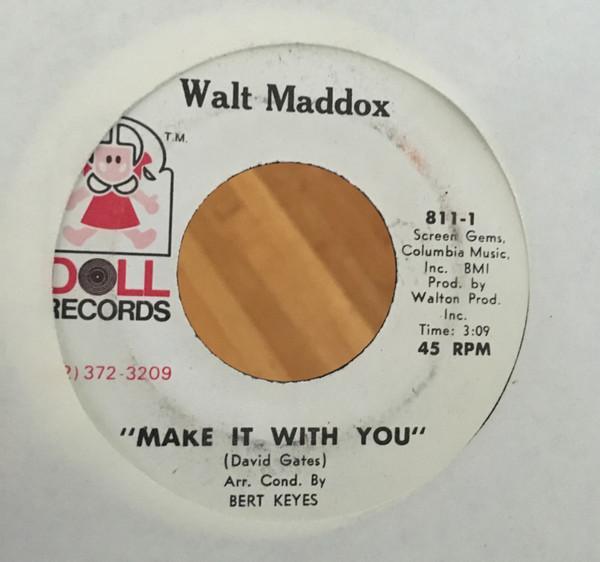 Walt Maddox
T.M.
DOLL
RECORDS
2) 372-3209
811-1
Screen Gems,
Columbia Music,
Inc. BMI
Prod. by
Walton Prod.
Inc.
Time: 3:09
45 RPM
"MAKE IT WITH YOU"
(David Gates)
Arr. Cond. By
BERT KEYES